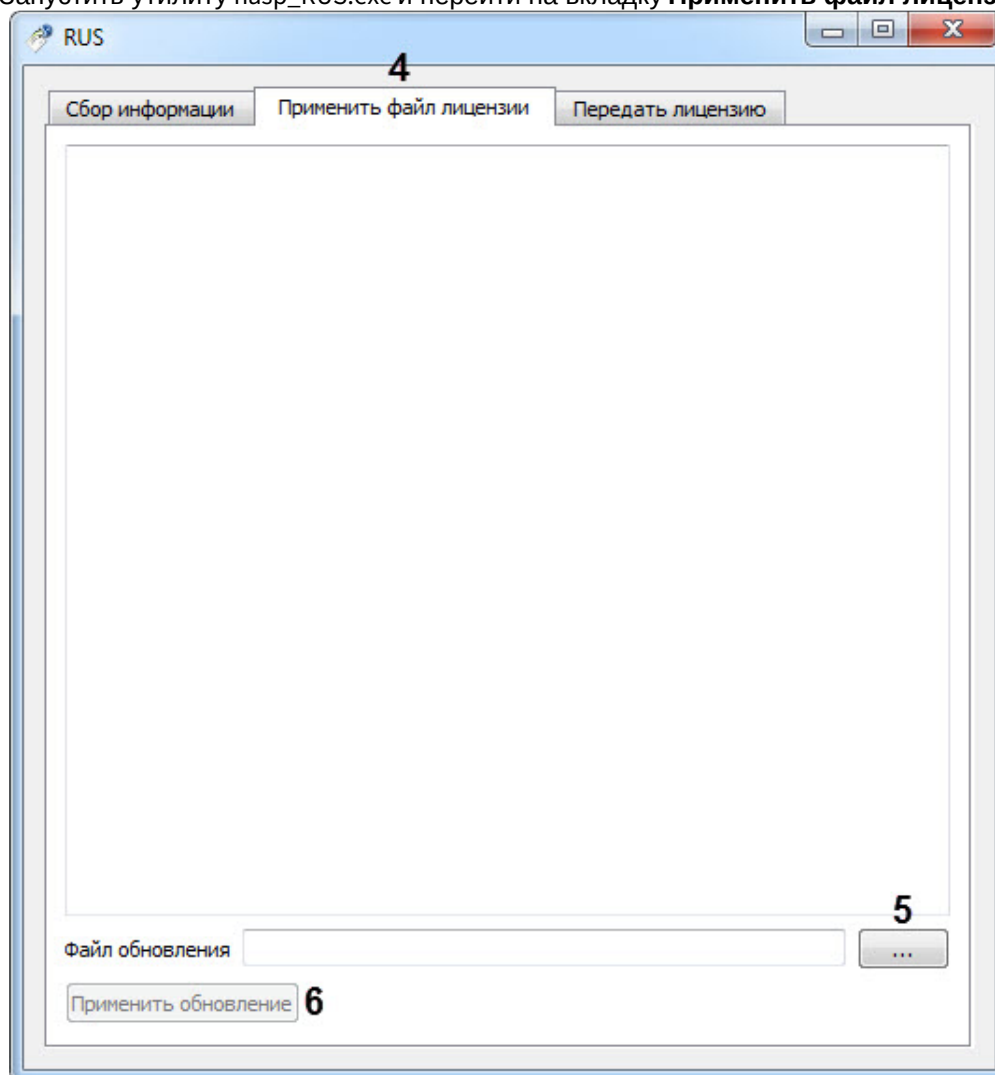 Запустить утилиту hasp_RUS.exe и перейти на вкладку Применить файл
RUS
4
Сбор информации Применить файл лицензии Передать лицензию
5
Файл обновления ...
Применить обновление 6